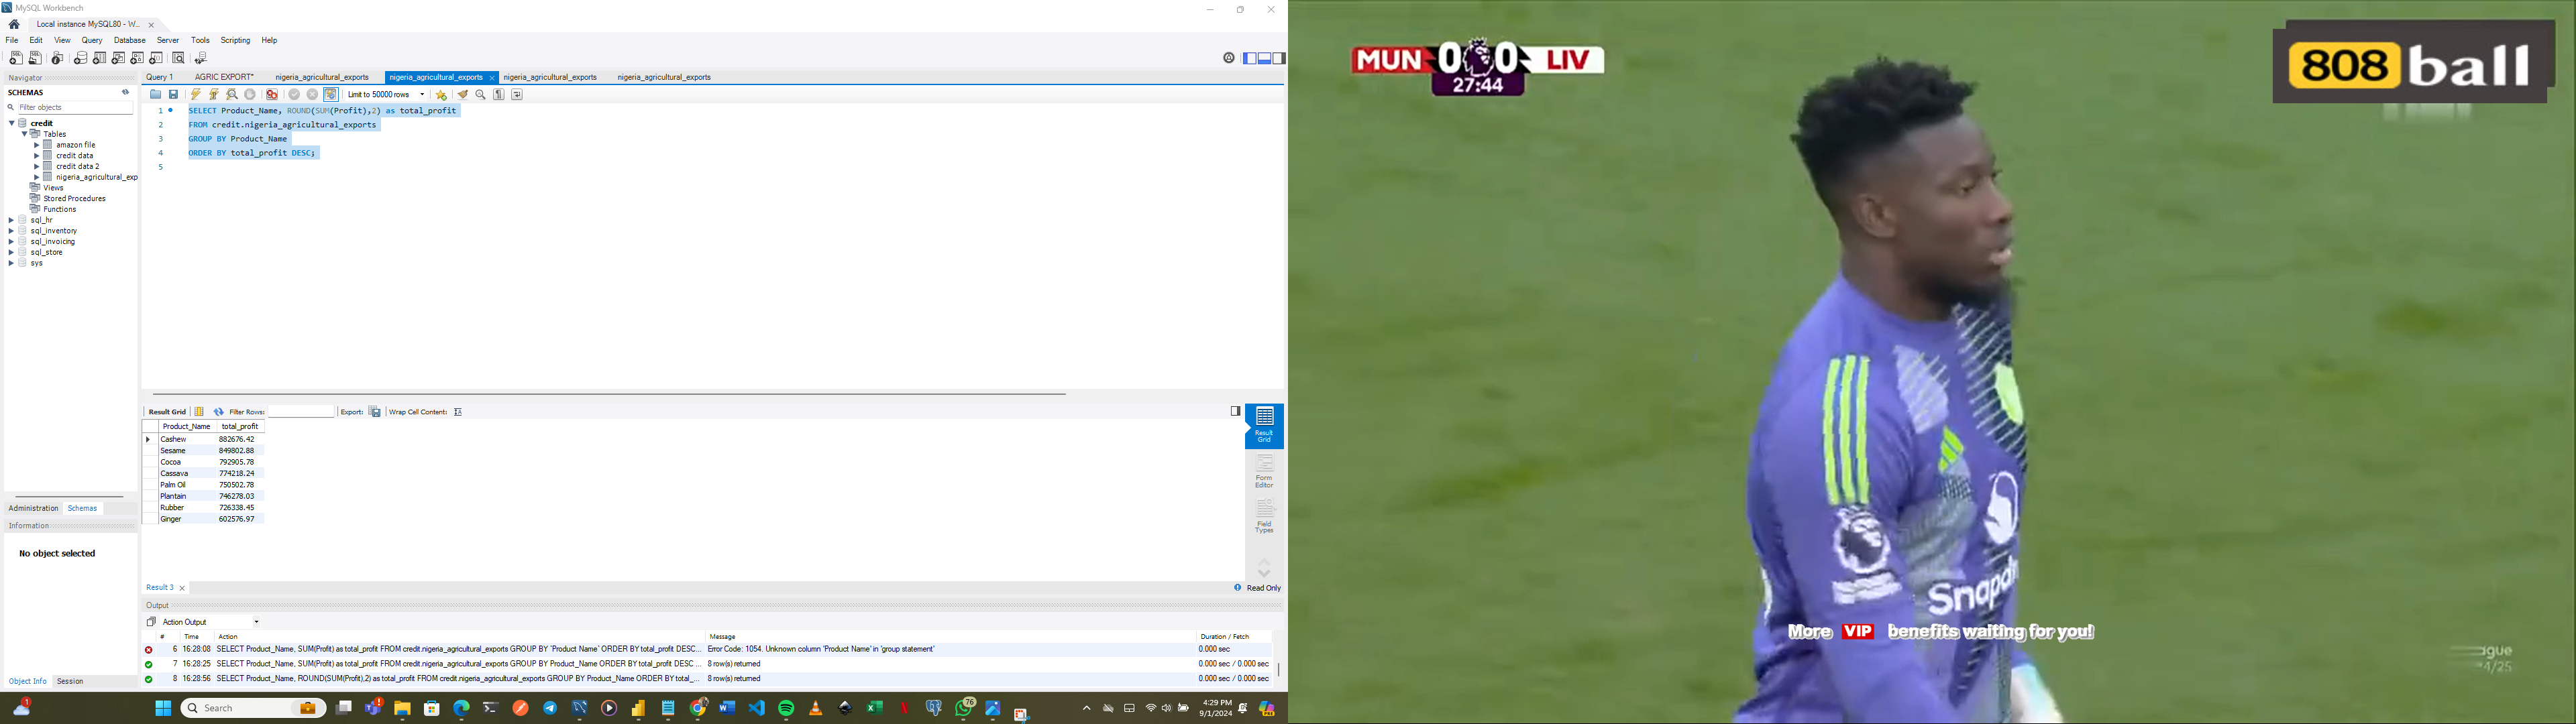 MySQL Workbench
Local instance MySQL80 - W...
File Edit View Query Database Server Tools Scripting Help
Navigator
SCHEMAS
Filter objects
credit
Tables
amazon file
credit data
credit data 2
nigeria_agricultural_exp
Views
Stored Procedures
Functions
sql_hr
sql_inventory
sql_invoicing
sql_store
sys
Administration Schemas
Information
No object selected
Object Info Session
Query 1 AGRIC EXPORT* nigeria_agricultural_exports nigeria_agricultural_exports nigeria_agricultural_exports nigeria_agricultural_exports
Limit to 50000 rows
1 SELECT Product_Name, ROUND(SUM(Profit),2) as total_profit
2 FROM credit.nigeria_agricultural_exports
3 GROUP BY Product_Name
4 ORDER BY total_profit DESC;
5
Result Grid Filter Rows: Export: Wrap Cell Content:
Product_Name total_profit
Cashew 882676.42
Sesame 849802.88
Cocoa 792905.78
Cassava 774218.24
Palm Oil 750502.78
Plantain 746278.03
Rubber 726338.45
Ginger 602576.97
Result
Grid
Form
Editor
Field
Types
Result 3
Read Only
Output
Action Output
# Time Action Message Duration / Fetch
6 16:28:08 SELECT Product_Name, SUM(Profit) as total_profit FROM credit.nigeria_agricultural_exports GROUP BY 'Product Name' ORDER BY total_profit DESC... Error Code: 1054. Unknown column 'Product Name' in 'group statement' 0.000 sec
7 16:28:25 SELECT Product_Name, SUM(Profit) as total_profit FROM credit.nigeria_agricultural_exports GROUP BY Product_Name ORDER BY total_profit DESC ... 8 row(s) returned 0.000 sec / 0.000 sec
8 16:28:56 SELECT Product_Name, ROUND(SUM(Profit),2) as total_profit FROM credit.nigeria_agricultural_exports GROUP BY Product_Name ORDER BY total_... 8 row(s) returned 0.000 sec / 0.000 sec
1
Search
76
4:29 PM
9/1/2024
MUN 0 0 LIV
27:44
808 ball
Snapdr
More VIP benefits waiting for you!
ague
4/25